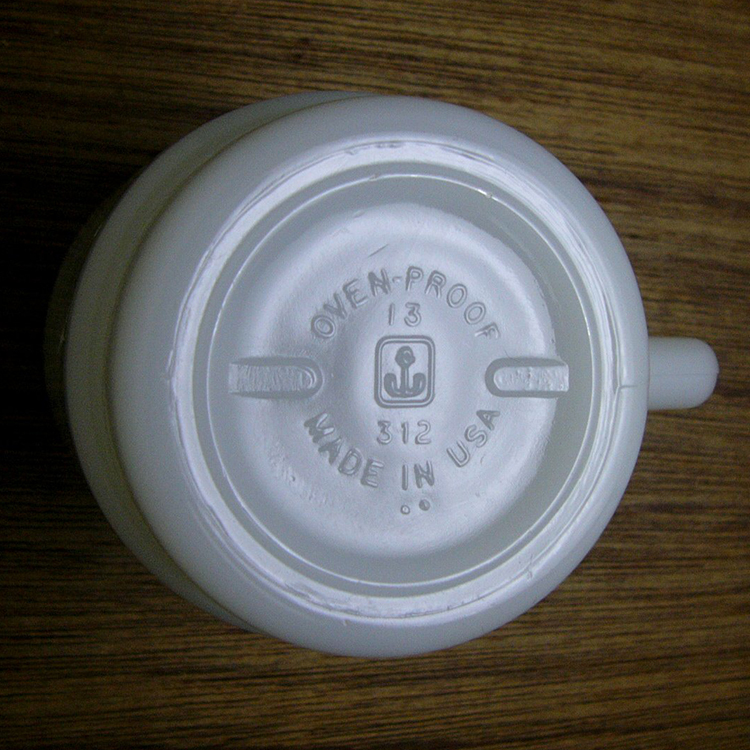 OVEN-PROOF
13
312
MADE IN USA